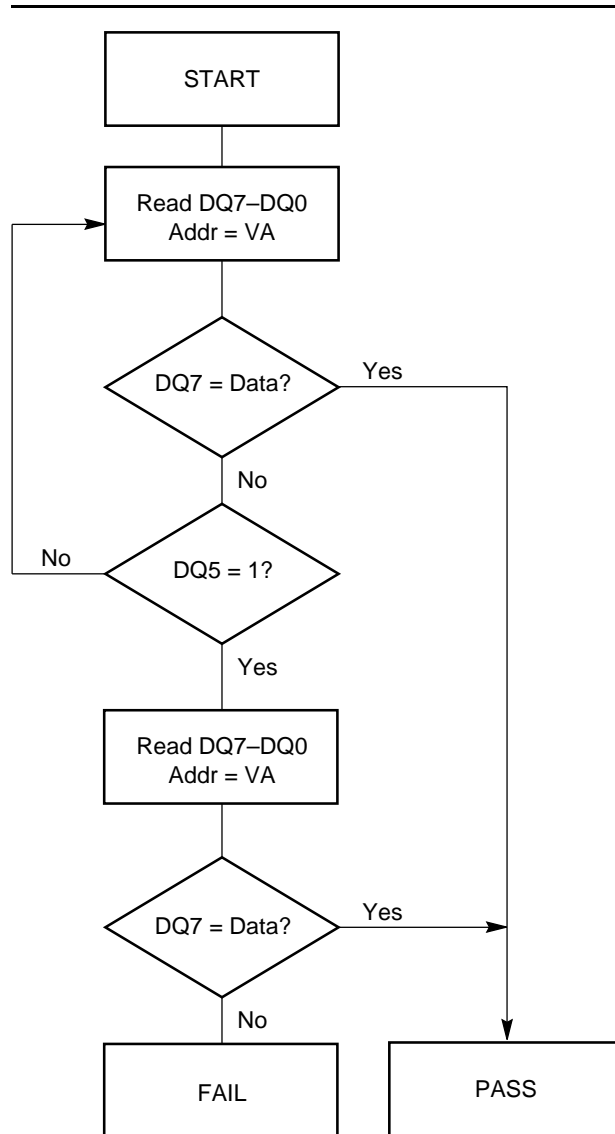 START
Read DQ7–DQ0
Addr = VA
DQ7 = Data?
Yes
No
No
DQ5 = 1?
Yes
Read DQ7–DQ0
Addr = VA
DQ7 = Data?
Yes
No
FAIL
PASS